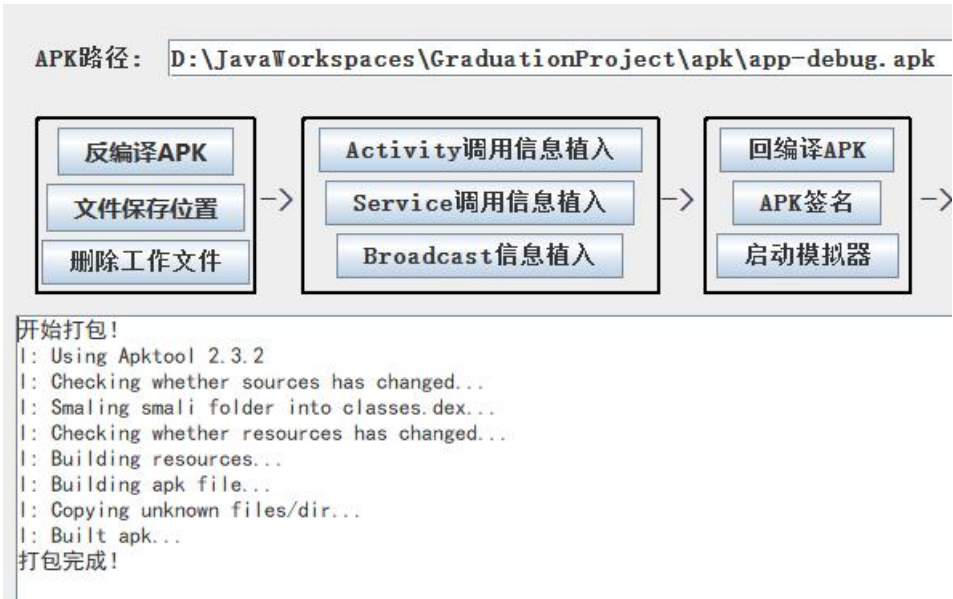 APK路径: D:\JavaWorkspaces\GraduationProject\apk\app-debug.apk
反编译APK
文件保存位置
删除工作文件
->
Activity调用信息植入
Service调用信息植入
Broadcast信息植入
->
回编译APK
APK签名
启动模拟器
->
开始打包!
I: Using Apktool 2.3.2
I: Checking whether sources has changed...
I: Smaling smali folder into classes.dex...
I: Checking whether resources has changed...
I: Building resources...
I: Building apk file...
I: Copying unknown files/dir...
I: Built apk...
打包完成!